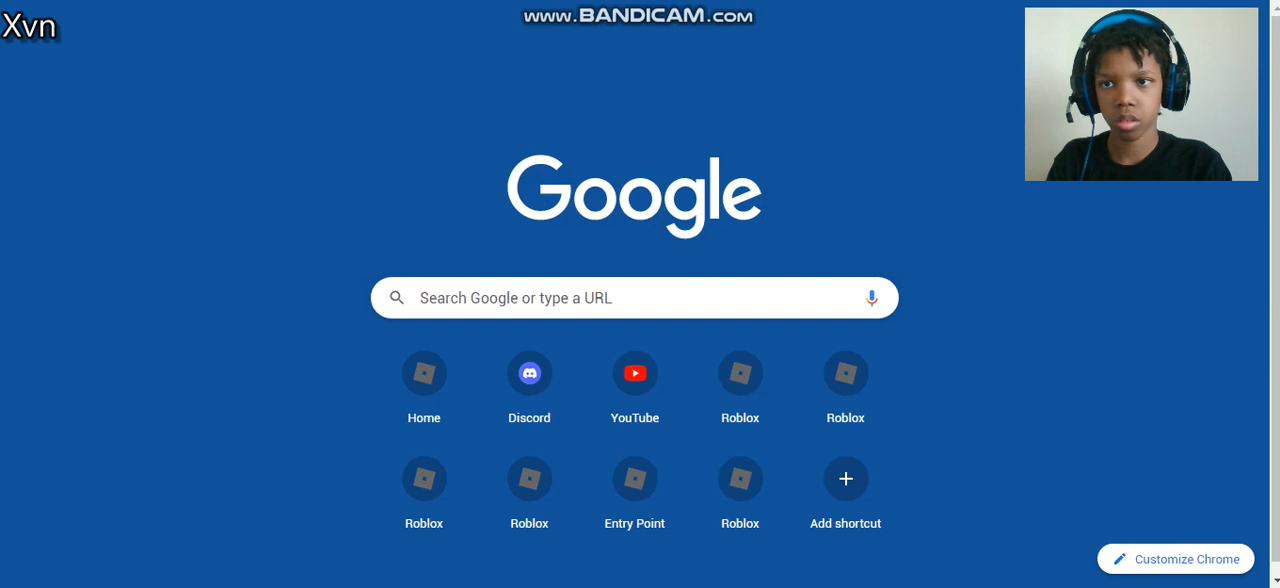 Xvn
WWW.BANDICAM.COM
Google
Search Google or type a URL
Home
Discord
YouTube
Roblox
Roblox
Roblox
Roblox
Entry Point
Roblox
Add shortcut
Customize Chrome